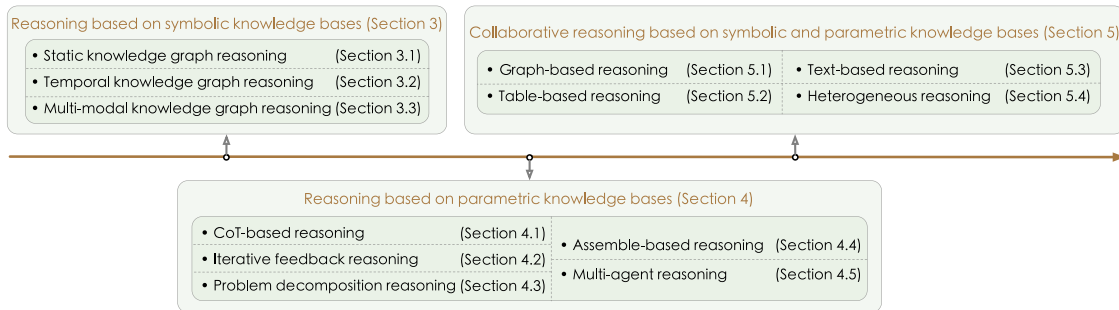 Reasoning based on symbolic knowledge bases (Section 3)
• Static knowledge graph reasoning (Section 3.1)
• Temporal knowledge graph reasoning (Section 3.2)
• Multi-modal knowledge graph reasoning (Section 3.3)
Collaborative reasoning based on symbolic and parametric knowledge bases (Section 5)
• Graph-based reasoning (Section 5.1)
• Table-based reasoning (Section 5.2)
• Text-based reasoning (Section 5.3)
• Heterogeneous reasoning (Section 5.4)
Reasoning based on parametric knowledge bases (Section 4)
• CoT-based reasoning (Section 4.1)
• Iterative feedback reasoning (Section 4.2)
• Problem decomposition reasoning (Section 4.3)
• Assemble-based reasoning (Section 4.4)
• Multi-agent reasoning (Section 4.5)